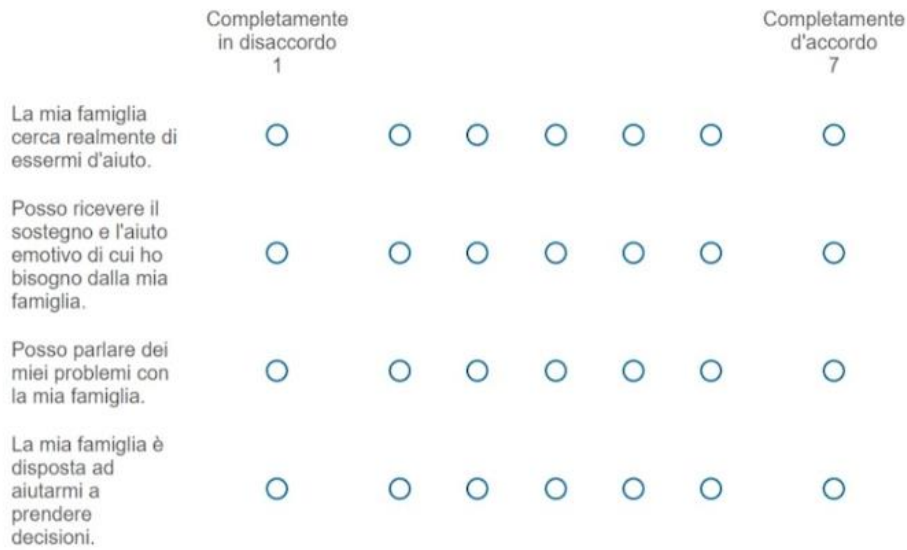 Completamente
in disaccordo
1
Completamente
d'accordo
7
La mia famiglia
cerca realmente di
essermi d'aiuto.
Posso ricevere il
sostegno e l'aiuto
emotivo di cui ho
bisogno dalla mia
famiglia.
Posso parlare dei
miei problemi con
la mia famiglia.
La mia famiglia è
disposta ad
aiutarmi a
prendere
decisioni.